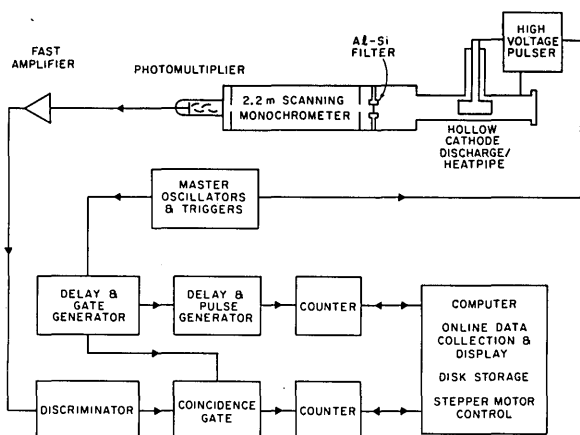 FAST
AMPLIFIER
PHOTOMULTIPLIER
Al-Si
FILTER
HIGH
VOLTAGE
PULSER
2.2 m SCANNING
MONOCHROMETER
HOLLOW
CATHODE
DISCHARGE/
HEATPIPE
MASTER
OSCILLATORS
& TRIGGERS
DELAY &
GATE
GENERATOR
DELAY &
PULSE
GENERATOR
COUNTER
COMPUTER
ONLINE DATA
COLLECTION &
DISPLAY
DISK STORAGE
STEPPER MOTOR
CONTROL
DISCRIMINATOR
COINCIDENCE
GATE
COUNTER